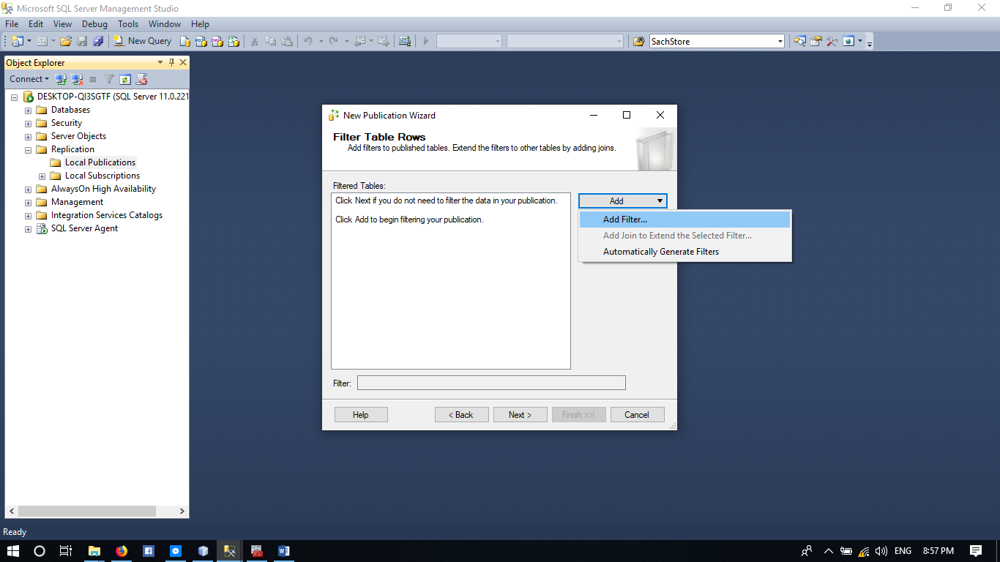 Microsoft SQL Server Management Studio
File Edit View Debug Tools Window Help
New Query
SachStore
Object Explorer
Connect
DESKTOP-QI3SGTF (SQL Server 11.0.221
Databases
Security
Server Objects
Replication
Local Publications
Local Subscriptions
AlwaysOn High Availability
Management
Integration Services Catalogs
SQL Server Agent
New Publication Wizard
Filter Table Rows
Add filters to published tables. Extend the filters to other tables by adding joins.
Filtered Tables:
Click Next if you do not need to filter the data in your publication.
Click Add to begin filtering your publication.
Add
Add Filter...
Add Join to Extend the Selected Filter...
Automatically Generate Filters
Filter:
Help
< Back
Next >
Finish >>|
Cancel
Ready
ENG
8:57 PM